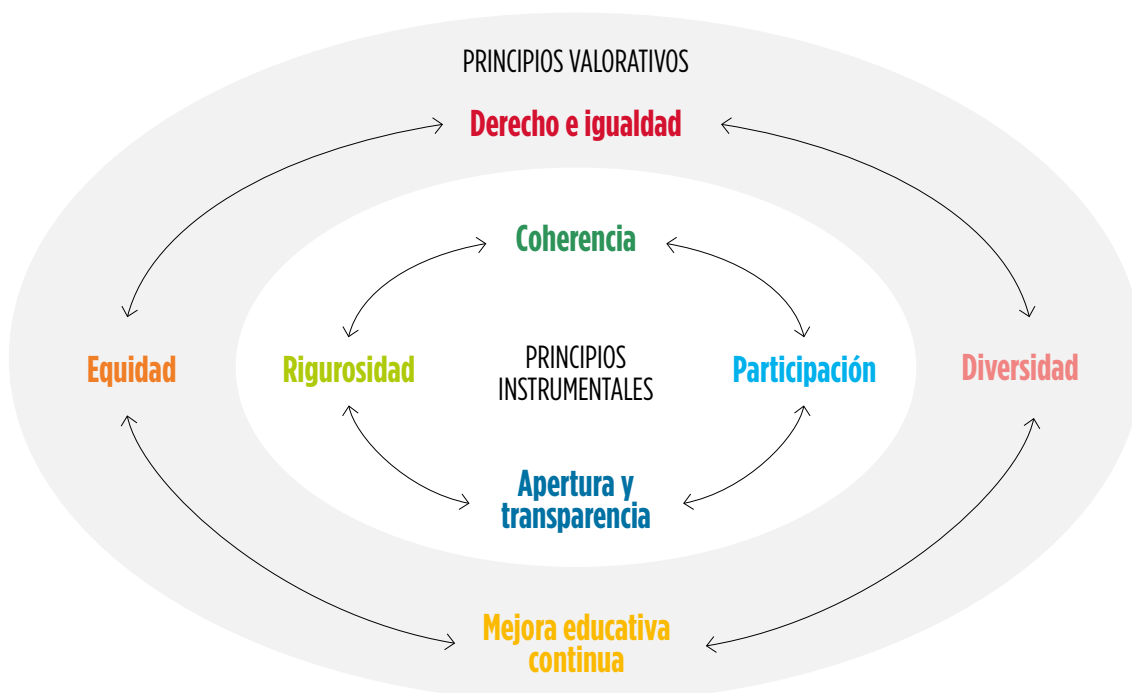 PRINCIPIOS VALORATIVOS
Derecho e igualdad
Coherencia
Equidad
Rigurosidad
PRINCIPIOS
INSTRUMENTALES
Participación
Diversidad
Apertura y
transparencia
Mejora educativa
continua